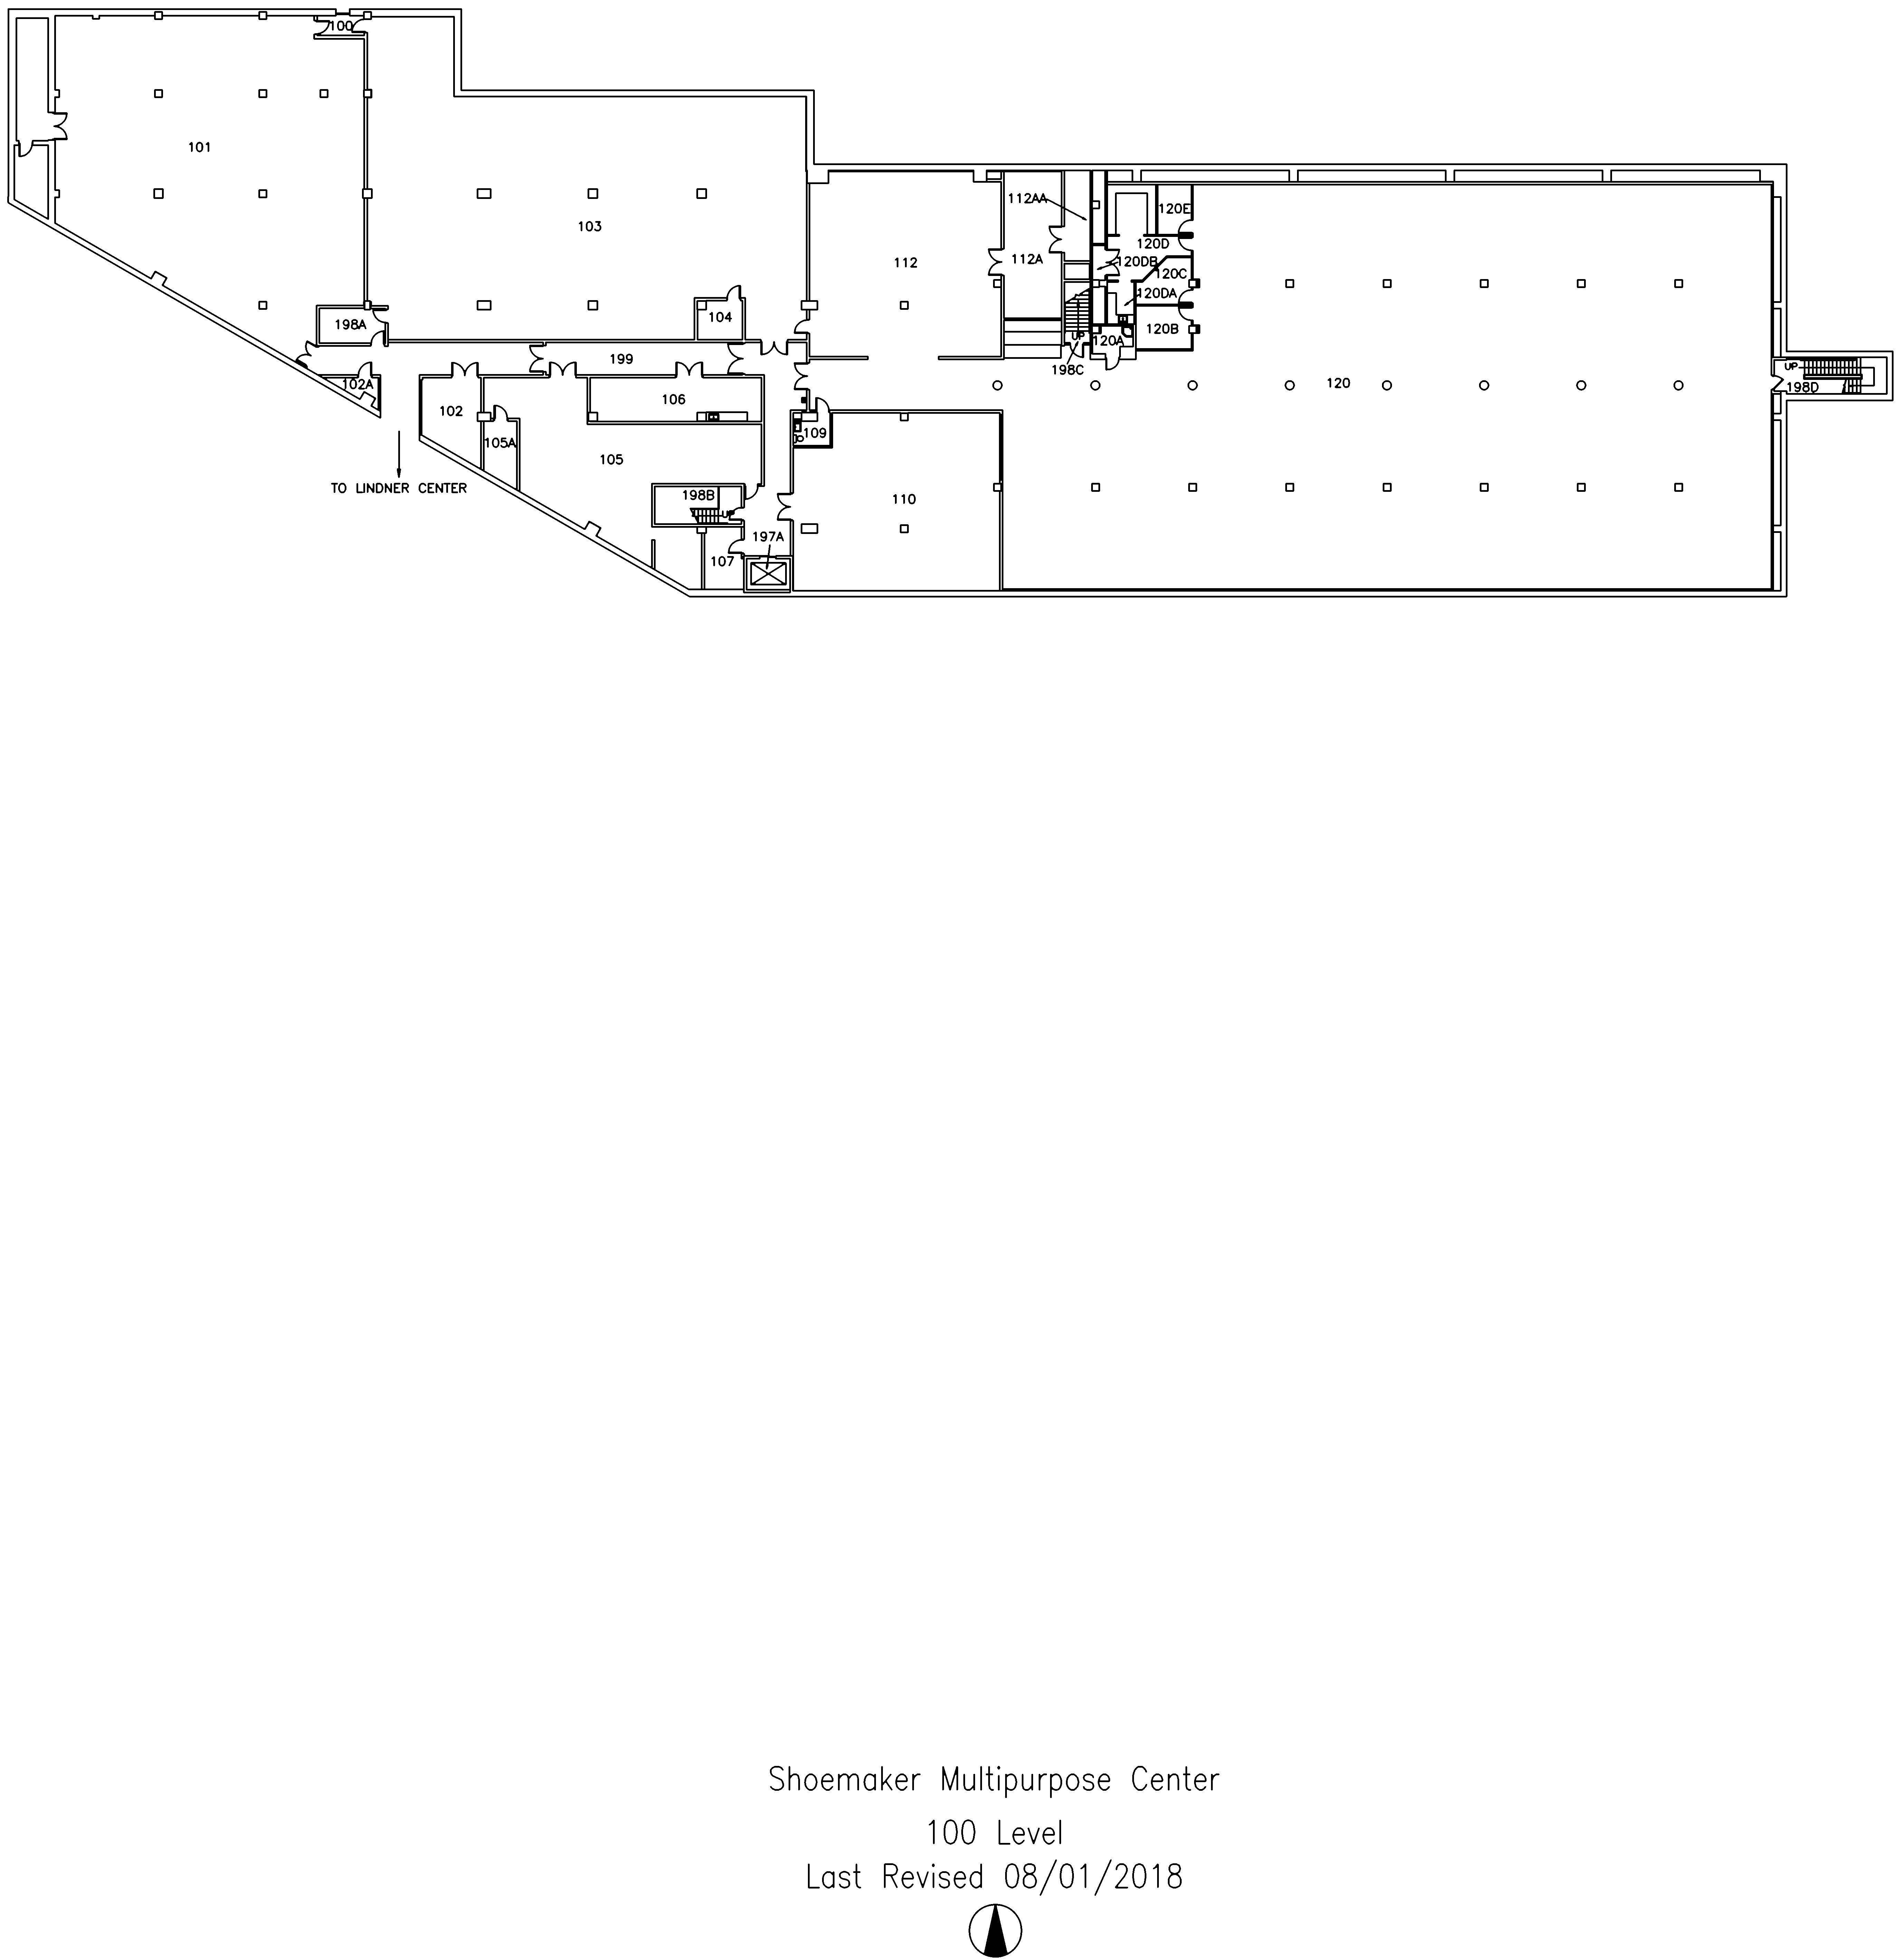 100
101
112AA
120E
103
120D
112
112A
120DB
120C
120DA
104
198A
120B
UP
120A
199
UP
198C
102A
120
198D
106
102
109
105A
105
TO LINDNER CENTER
198B
110
UP
197A
107
Shoemaker Multipurpose Center
100 Level
Last Revised 08/01/2018